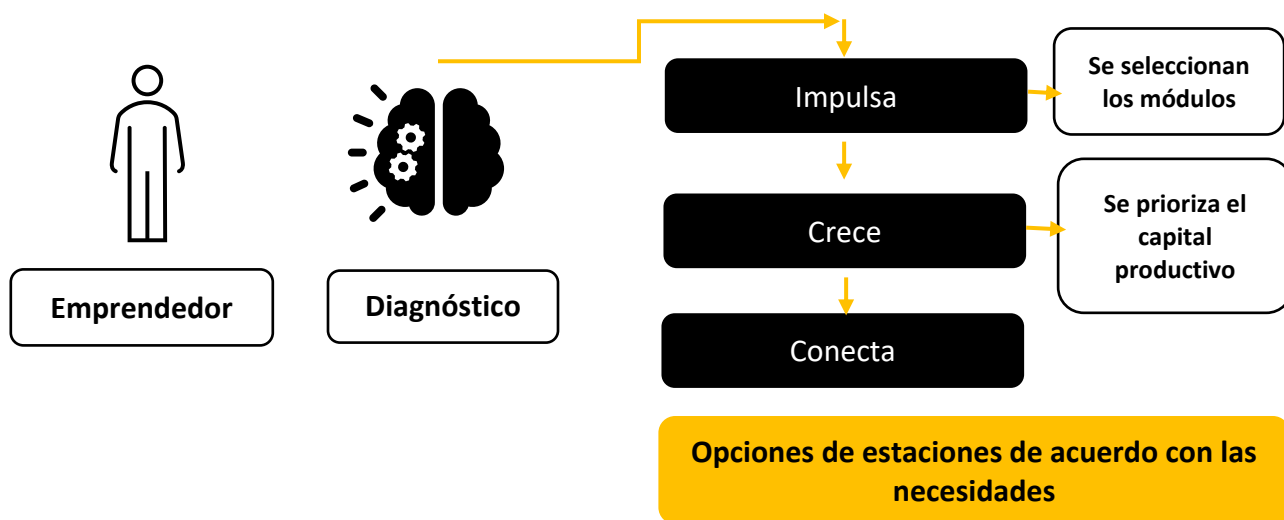 Emprendedor
Diagnóstico
Impulsa
Se seleccionan
los módulos
Crece
Se prioriza el
capital
productivo
Conecta
Opciones de estaciones de acuerdo con las
necesidades